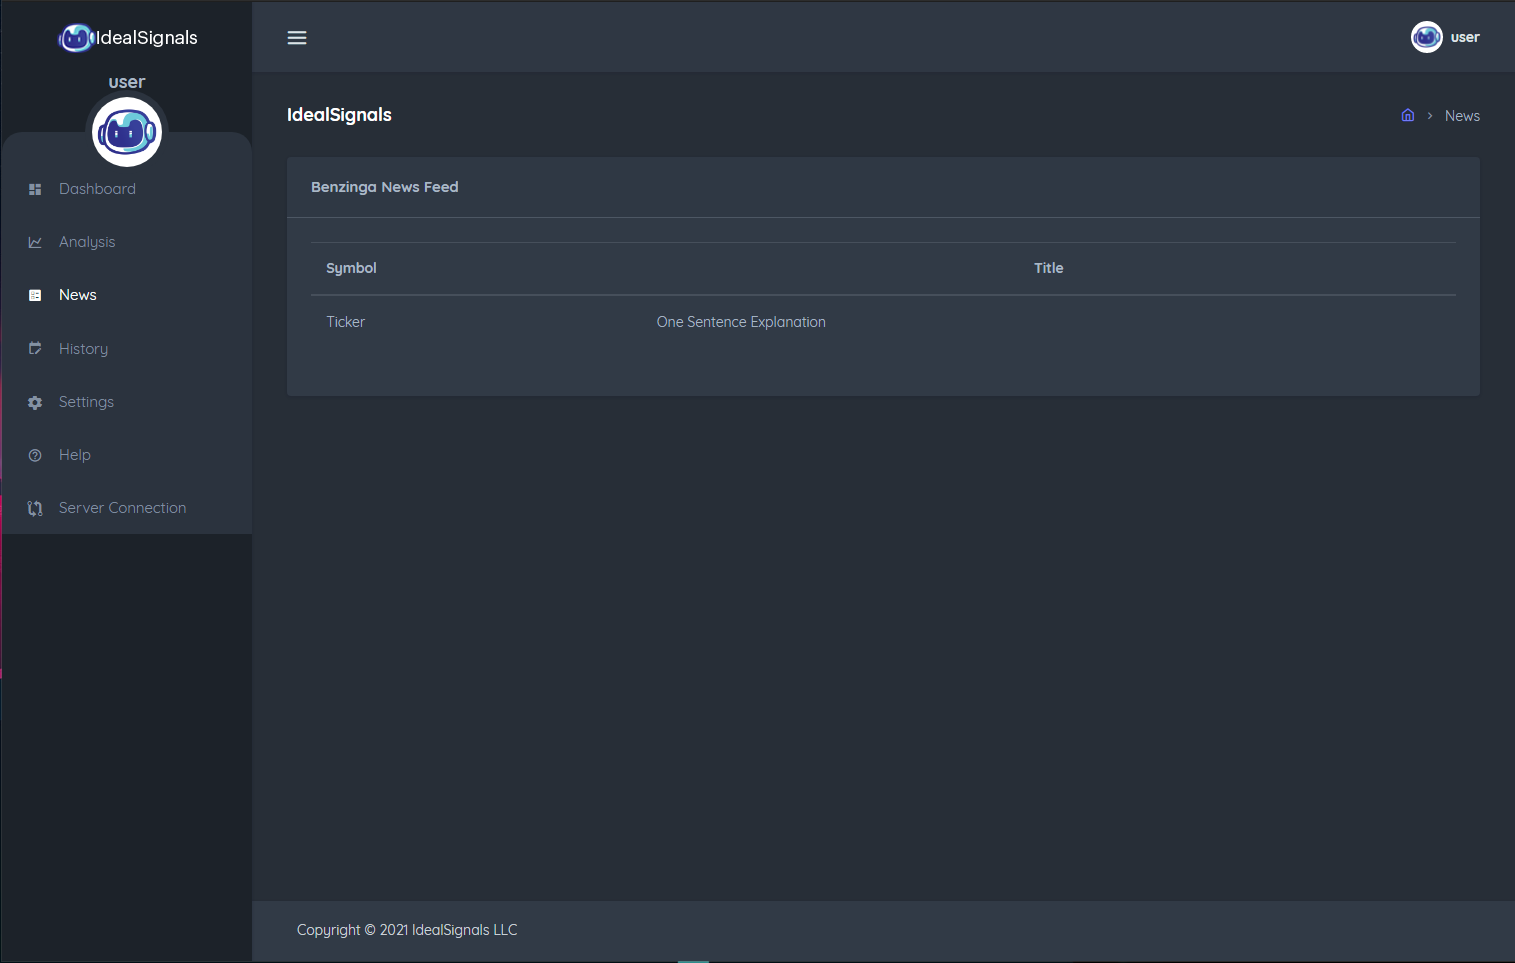 IdealSignals
user
user
Dashboard
Analysis
News
History
Settings
Help
Server Connection
IdealSignals
News
Benzinga News Feed
Symbol Title
Ticker One Sentence Explanation
Copyright © 2021 IdealSignals LLC